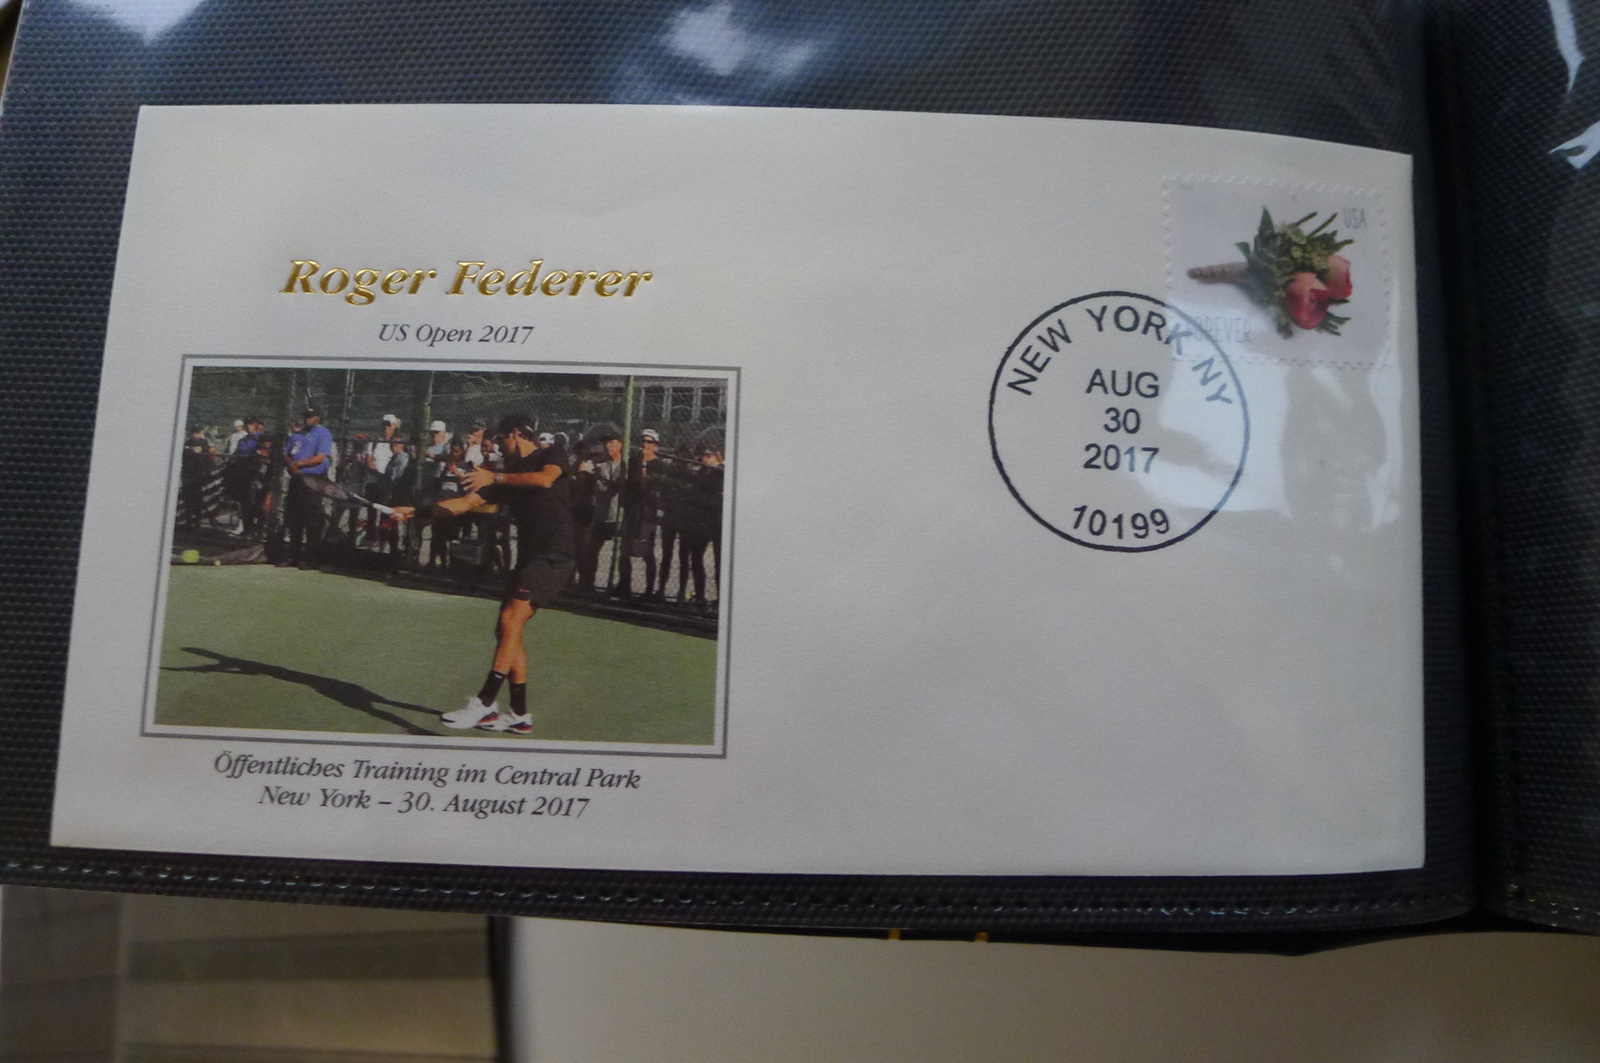 Roger Federer
US Open 2017
Öffentliches Training im Central Park
New York – 30. August 2017
USA
FOREVER
NEW YORK NY
AUG
30
2017
10199